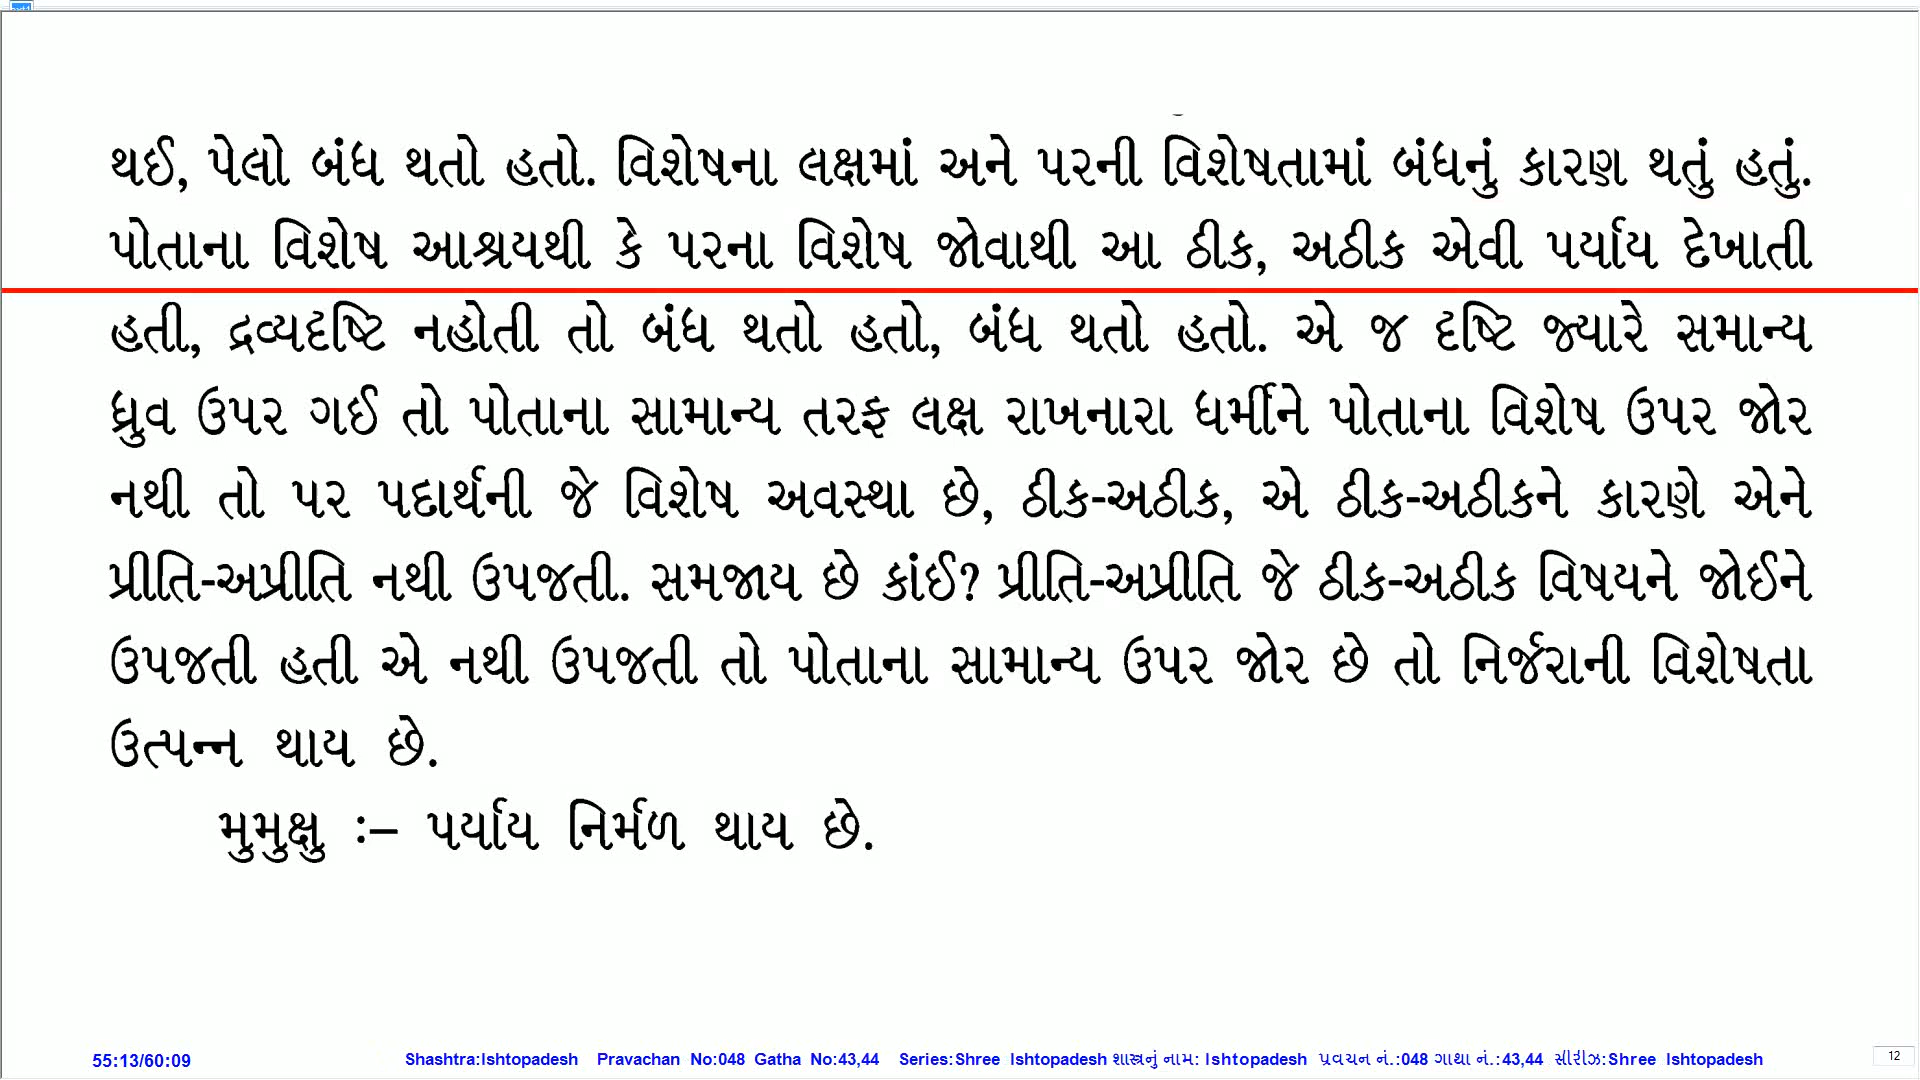 થઈ, પેલો બંધ થતો હતો. વિશેષના લક્ષમાં અને પરની વિશેષતામાં બંધનું કારણ થતું હતું.
પોતાના વિશેષ આશ્રયથી કે પરના વિશેષ જોવાથી આ ઠીક, અઠીક એવી પર્યાય દેખાતી
હતી, દ્રવ્યદૃષ્ટિ નહોતી તો બંધ થતો હતો, બંધ થતો હતો. એ જ દૃષ્ટિ જ્યારે સમાન્ય
ધ્રુવ ઉપર ગઈ તો પોતાના સામાન્ય તરફ લક્ષ રાખનારા ધર્મીને પોતાના વિશેષ ઉપર જોર
નથી તો પર પદાર્થની જે વિશેષ અવસ્થા છે, ઠીક-અઠીક, એ ઠીક-અઠીકને કારણે એને
પ્રીતિ-અપ્રીતિ નથી ઉપજતી. સમજાય છે કાંઈ? પ્રીતિ-અપ્રીતિ જે ઠીક-અઠીક વિષયને જોઈને
ઉપજતી હતી એ નથી ઉપજતી તો પોતાના સામાન્ય ઉપર જોર છે તો નિર્જરાની વિશેષતા
ઉત્પન્ન થાય છે.
મુમુક્ષુ :– પર્યાય નિર્મળ થાય છે.
55:13/60:09 Shashtra:Ishtopadesh Pravachan No:048 Gatha No:43,44 Series:Shree Ishtopadesh શાસ્ત્રનું નામ: Ishtopadesh પ્રવચન નં.:048 ગાથા નં.:43,44 સીરીઝ:Shree Ishtopadesh 12